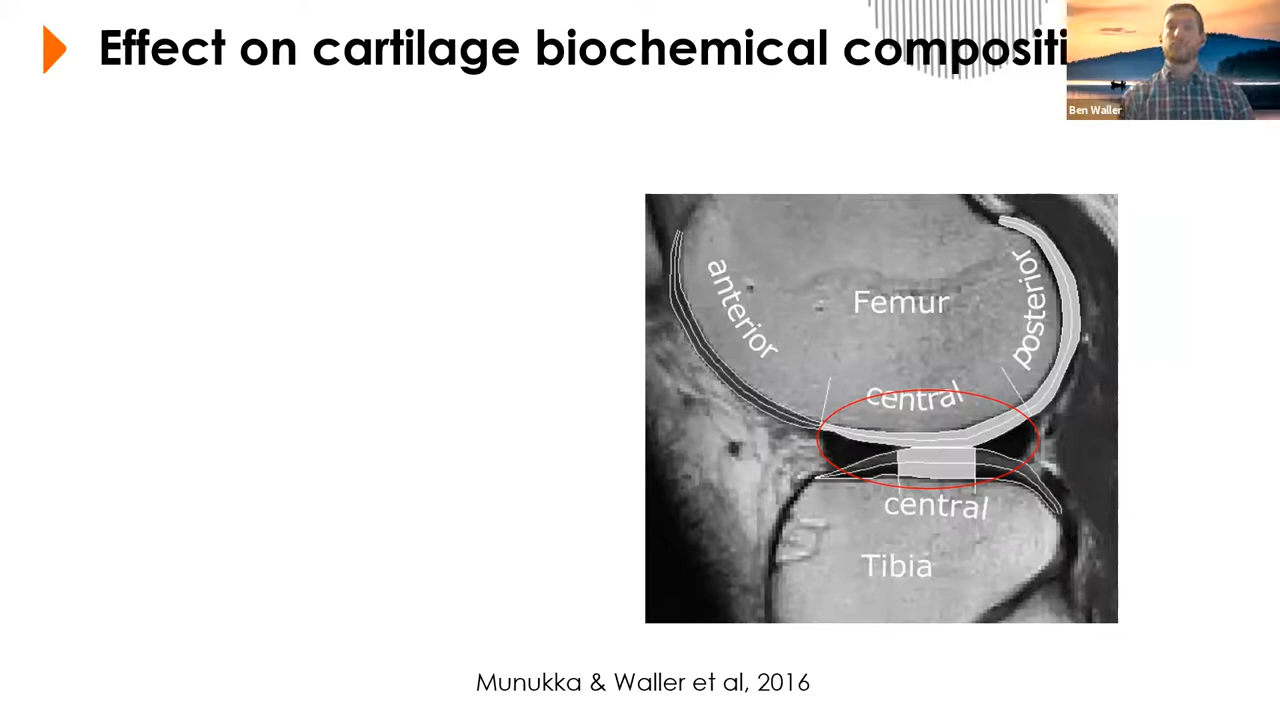 Effect on cartilage biochemical compositi
Ben Waller
anterior
Femur
posterior
central
central
Tibia
Munukka & Waller et al, 2016